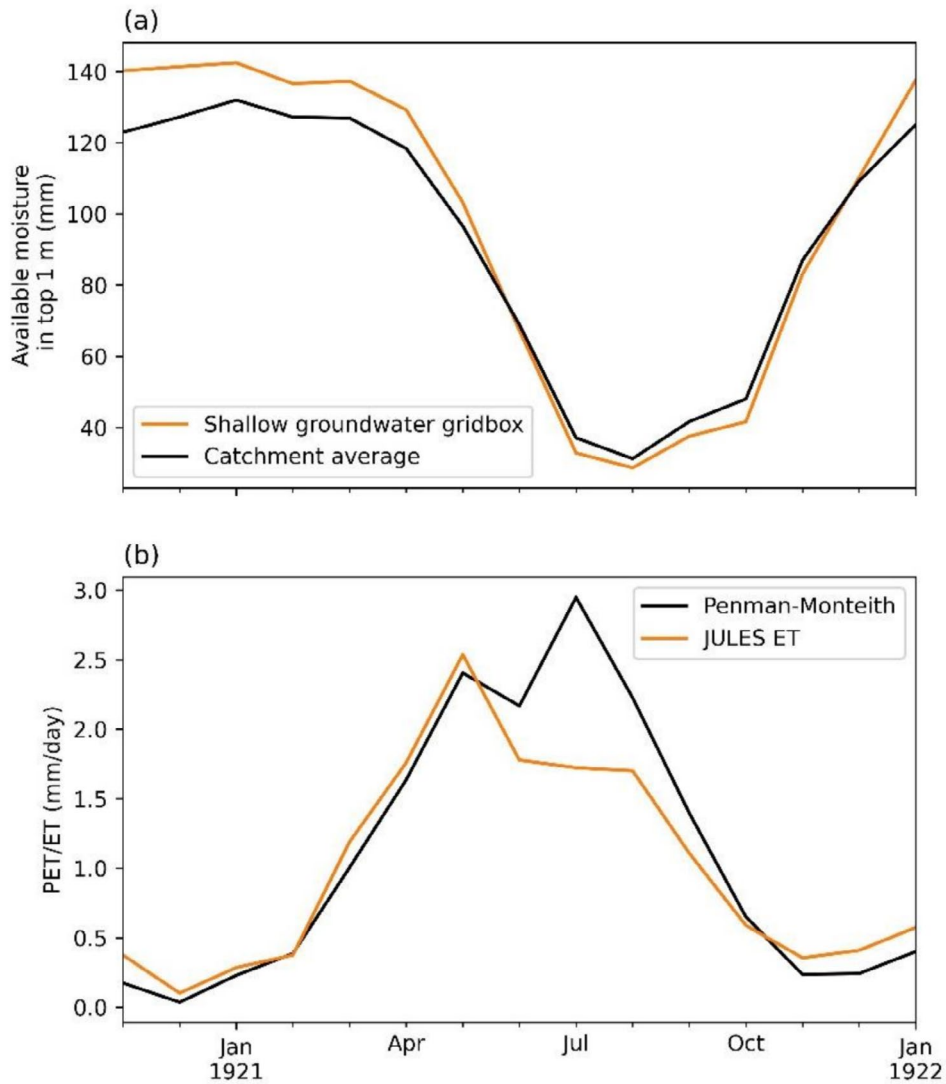 (a)
140
120
100
80
60
40
Available moisture
in top 1 m (mm)
Shallow groundwater gridbox
Catchment average
(b)
3.0
2.5
2.0
1.5
1.0
0.5
0.0
PET/ET (mm/day)
Penman-Monteith
JULES ET
Jan
1921
Apr
Jul
Oct
Jan
1922